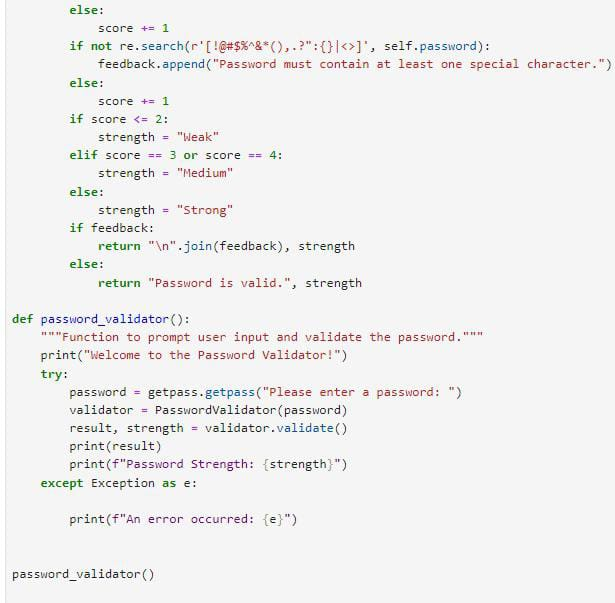 else:
            score += 1
        if not re.search(r'[!@#$%^&*(),.?":{}|<>]', self.password):
            feedback.append("Password must contain at least one special character.")
        else:
            score += 1
        if score <= 2:
            strength = "Weak"
        elif score == 3 or score == 4:
            strength = "Medium"
        else:
            strength = "Strong"
        if feedback:
            return "\n".join(feedback), strength
        else:
            return "Password is valid.", strength

def password_validator():
    """Function to prompt user input and validate the password."""
    print("Welcome to the Password Validator!")
    try:
        password = getpass.getpass("Please enter a password: ")
        validator = PasswordValidator(password)
        result, strength = validator.validate()
        print(result)
        print(f"Password Strength: {strength}")
    except Exception as e:

        print(f"An error occurred: {e}")


password_validator()